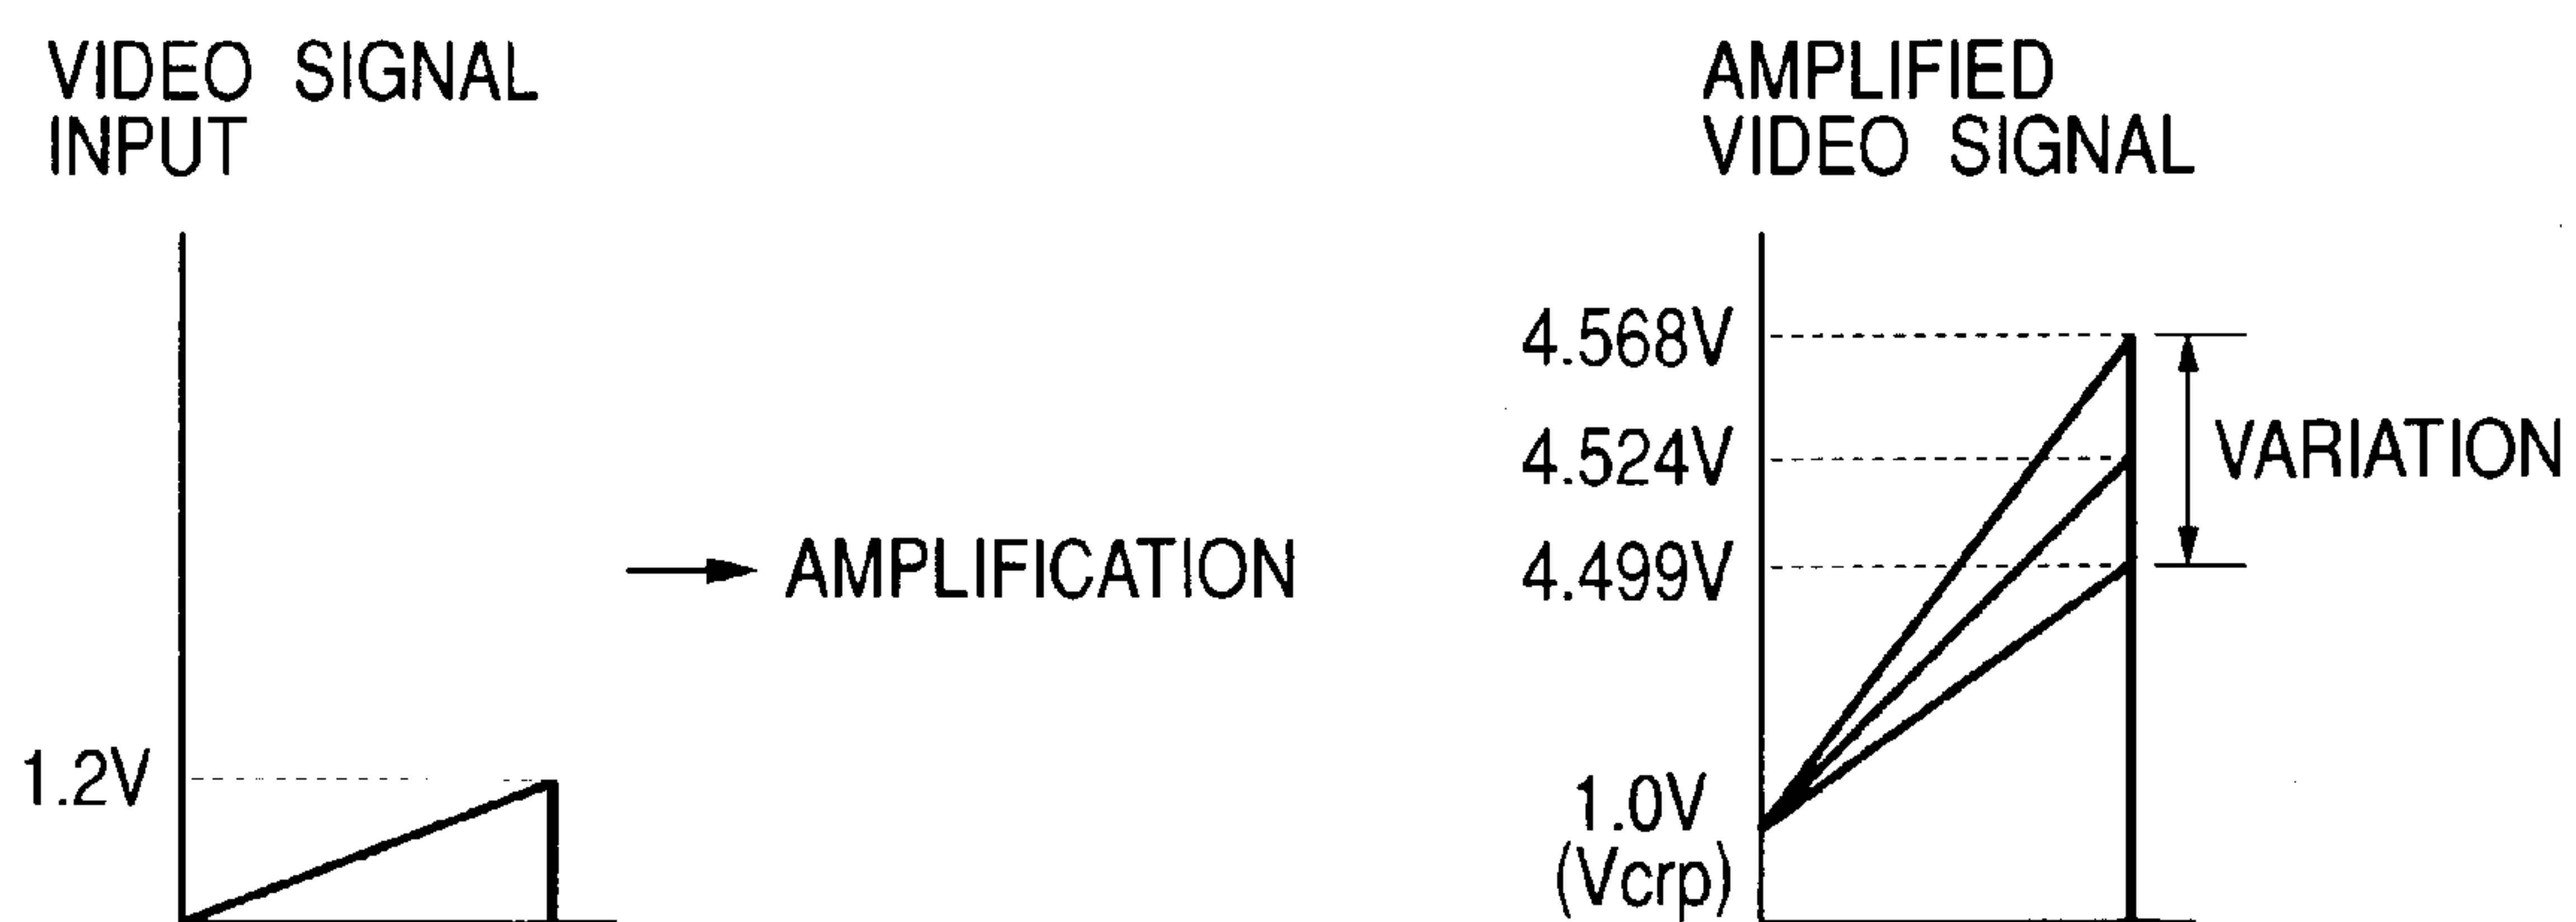 VIDEO SIGNAL
INPUT
1.2V
→ AMPLIFICATION
AMPLIFIED
VIDEO SIGNAL
4.568V
4.524V
4.499V
VARIATION
1.0V
(Vcrp)